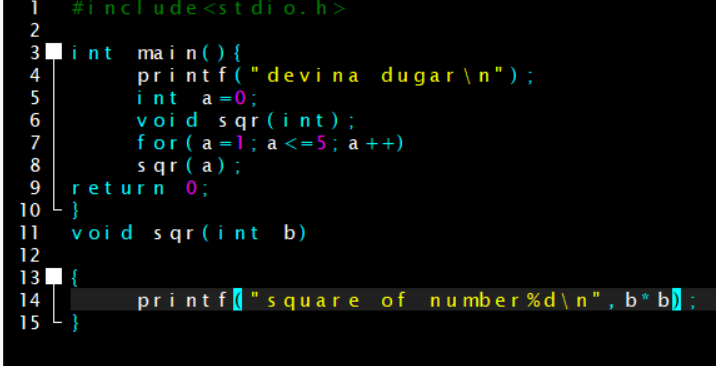 1 #include<stdio.h>
2
3 int main(){
4 printf("devina dugar\n");
5 int a=0;
6 void sqr(int);
7 for(a=1;a<=5;a++)
8 sqr(a);
9 return 0;
10 }
11 void sqr(int b)
12
13 {
14 printf("square of number%d\n",b*b);
15 }